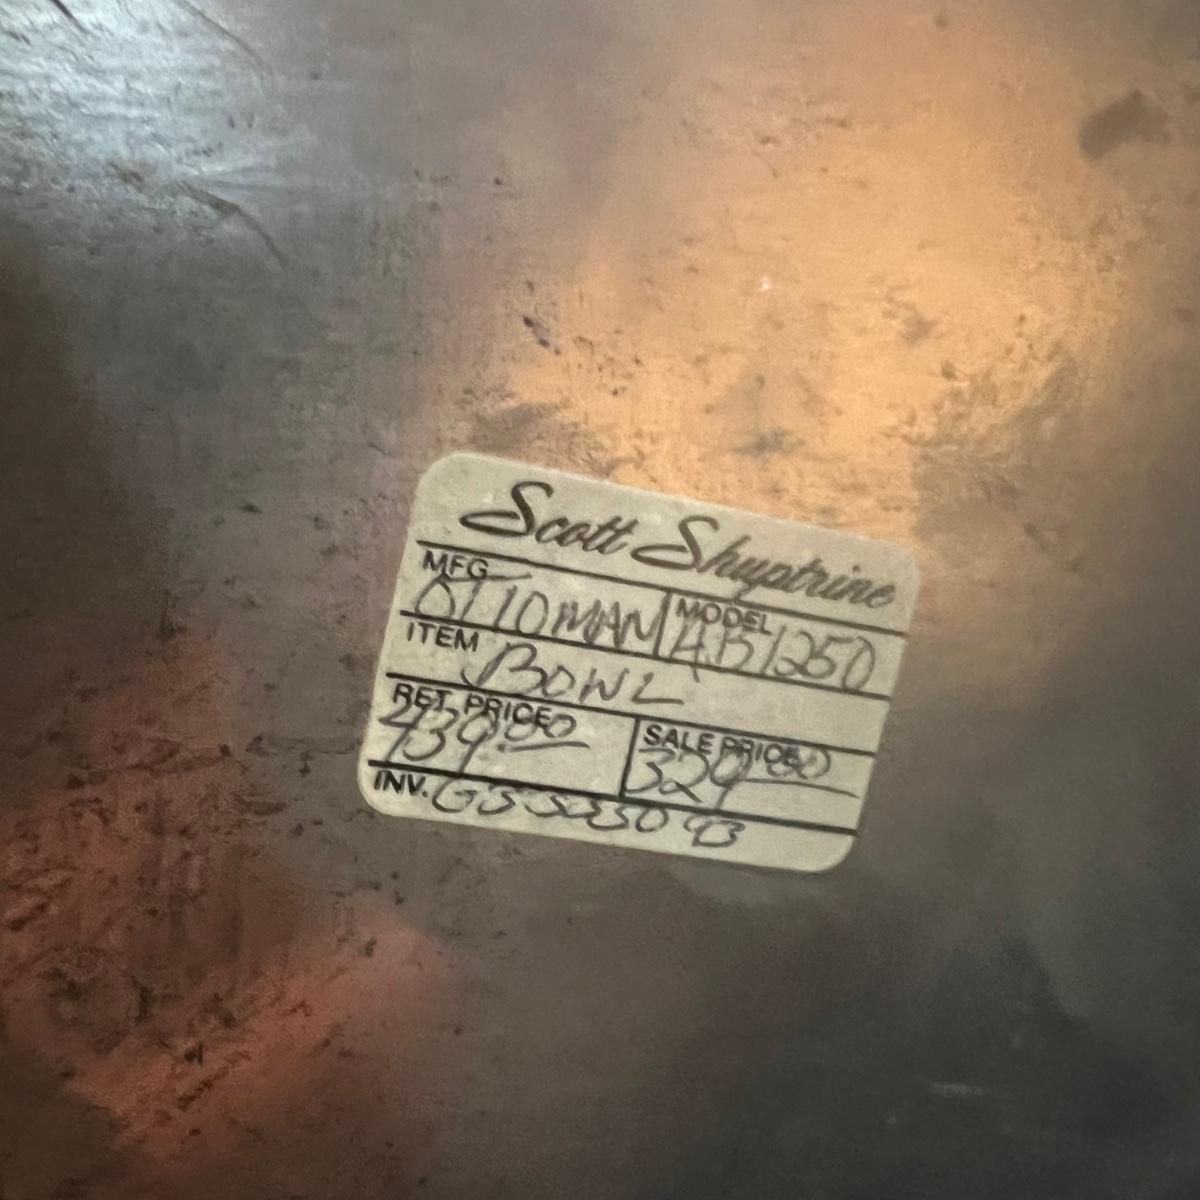 Scott Shuptrine
MFG OTTOMAN MODEL AB1250
ITEM BOWL
RET. PRICE 439.00 SALE PRICE 329.00
INV.